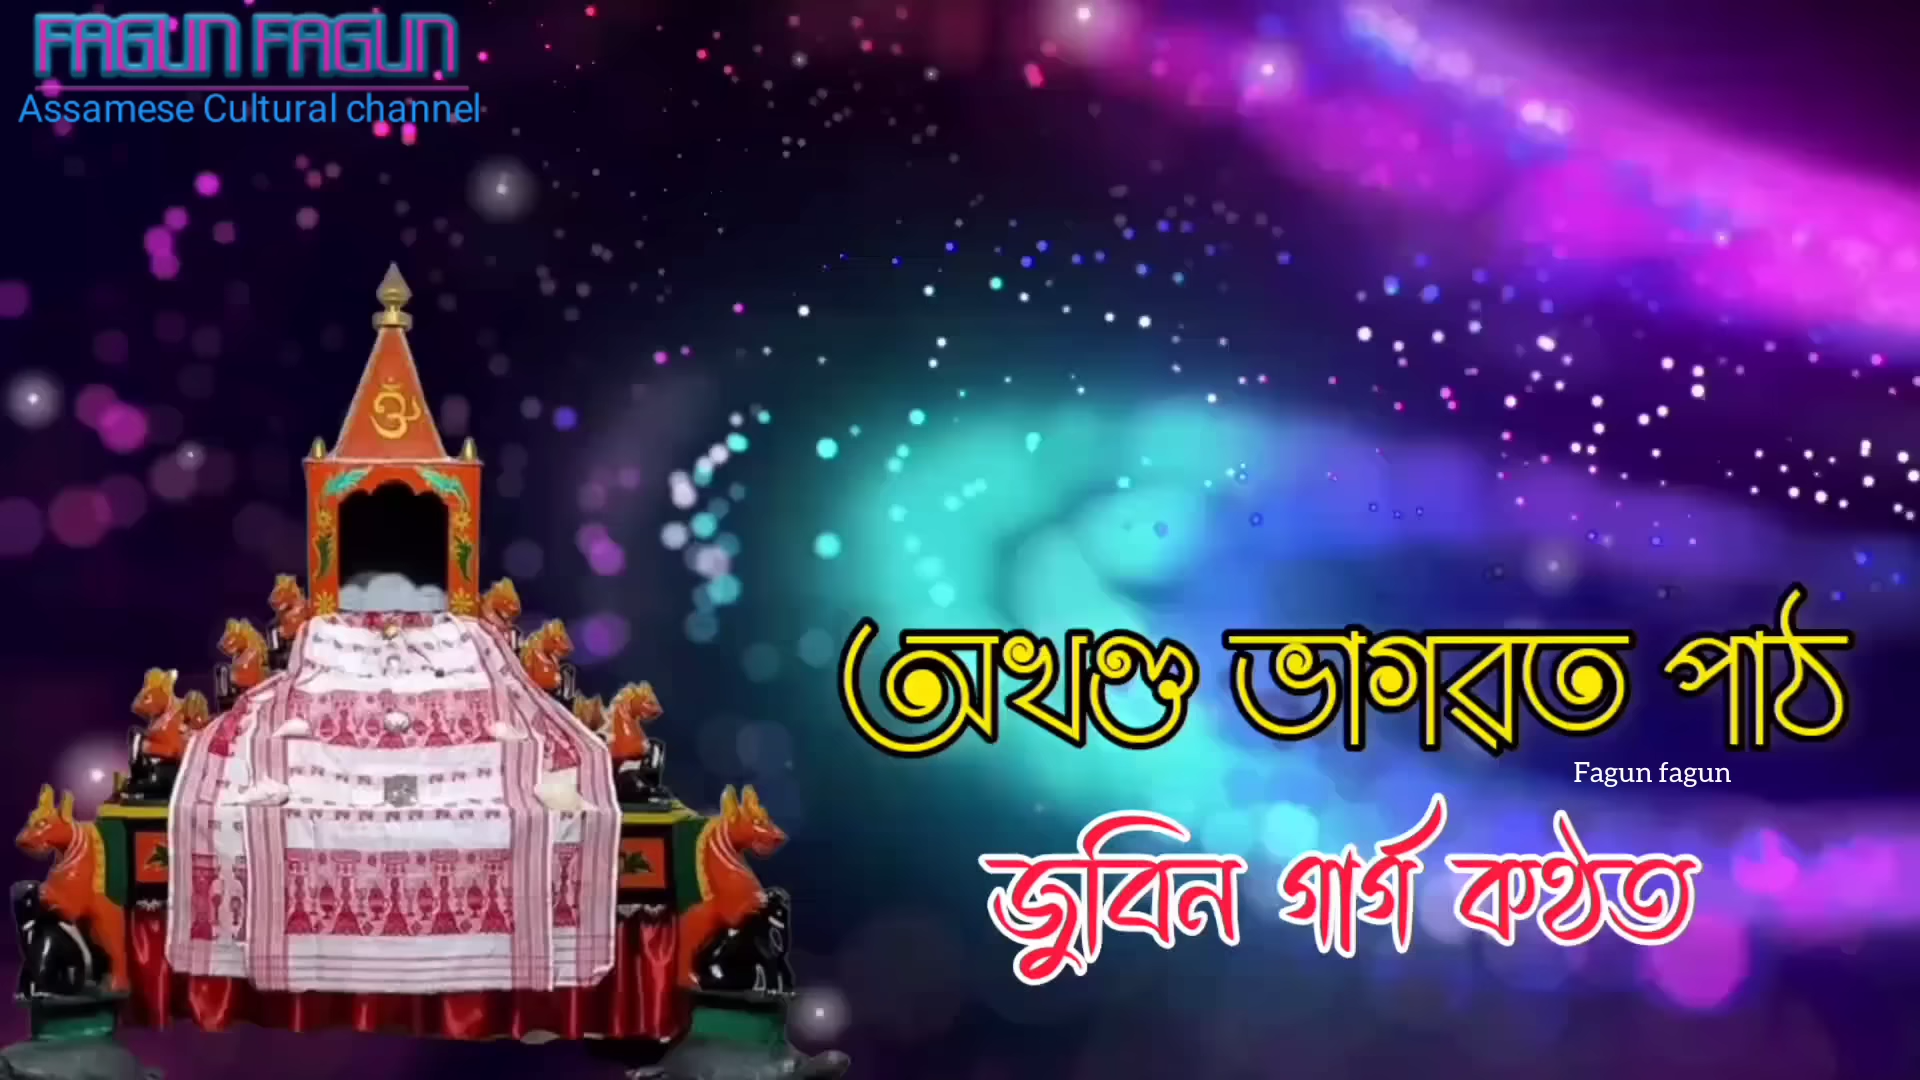 FAGUN FAGUN
Assamese Cultural channel
ॐ
অখণ্ড ভাগৱত পাঠ
Fagun fagun
জুবিন গাৰ্গ কণ্ঠত